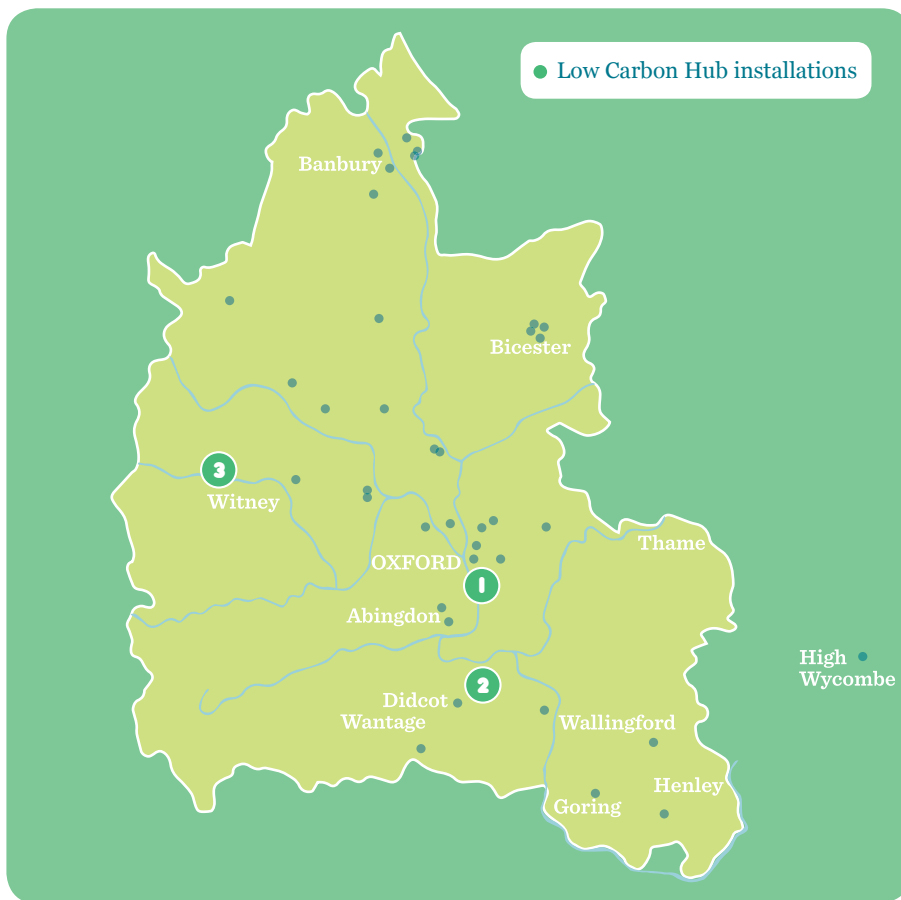 Low Carbon Hub installations
Banbury
Bicester
3
Witney
Thame
OXFORD
1
Abingdon
High
Wycombe
2
Didcot
Wantage
Wallingford
Henley
Goring